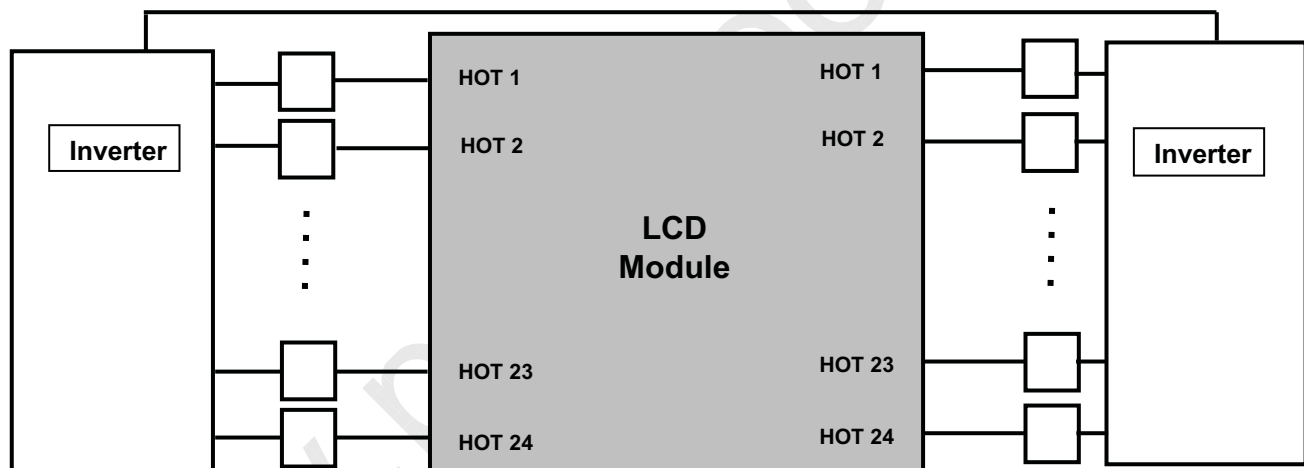 HOT 1
HOT 1
HOT 2
HOT 2
Inverter
Inverter
LCD
Module
HOT 23
HOT 23
HOT 24
HOT 24